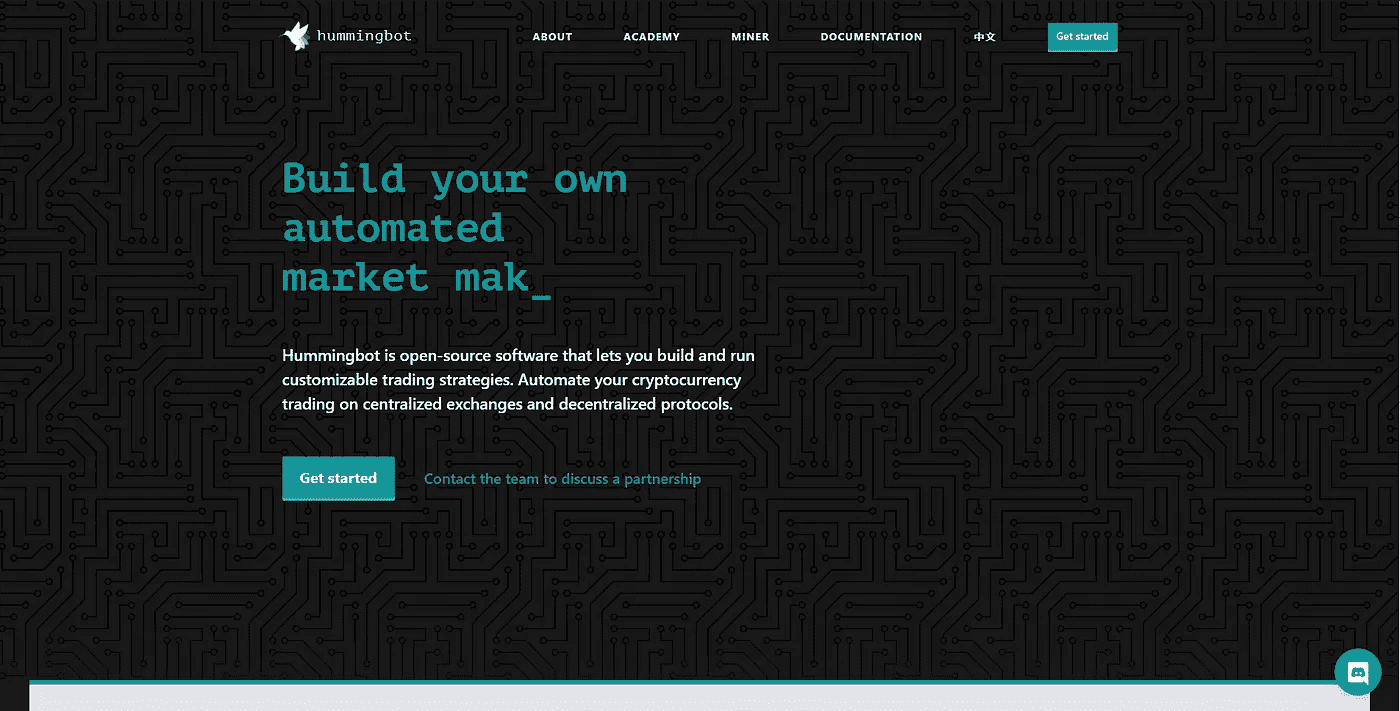 hummingbot
ABOUT
ACADEMY
MINER
DOCUMENTATION
中文
Get started
Build your own
automated
market mak_
Hummingbot is open-source software that lets you build and run
customizable trading strategies. Automate your cryptocurrency
trading on centralized exchanges and decentralized protocols.
Get started
Contact the team to discuss a partnership